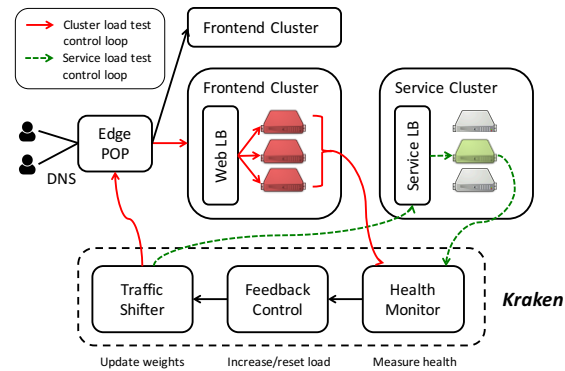 Cluster load test
control loop
Service load test
control loop
Frontend Cluster
Frontend Cluster
Service Cluster
Edge
POP
DNS
Web LB
Service LB
Traffic
Shifter
Feedback
Control
Health
Monitor
Kraken
Update weights
Increase/reset load
Measure health